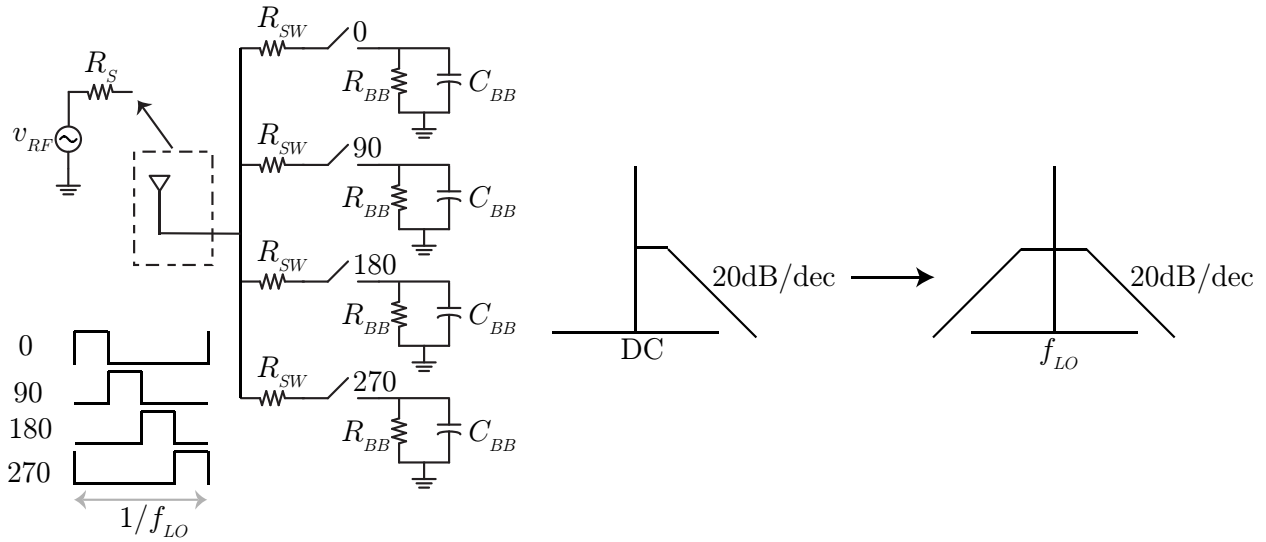 R_SW
0
R_BB
C_BB
R_S
v_RF
R_SW
90
R_BB
C_BB
R_SW
180
R_BB
C_BB
R_SW
270
R_BB
C_BB
0
90
180
270
1/f_LO
20dB/dec
DC
20dB/dec
f_LO